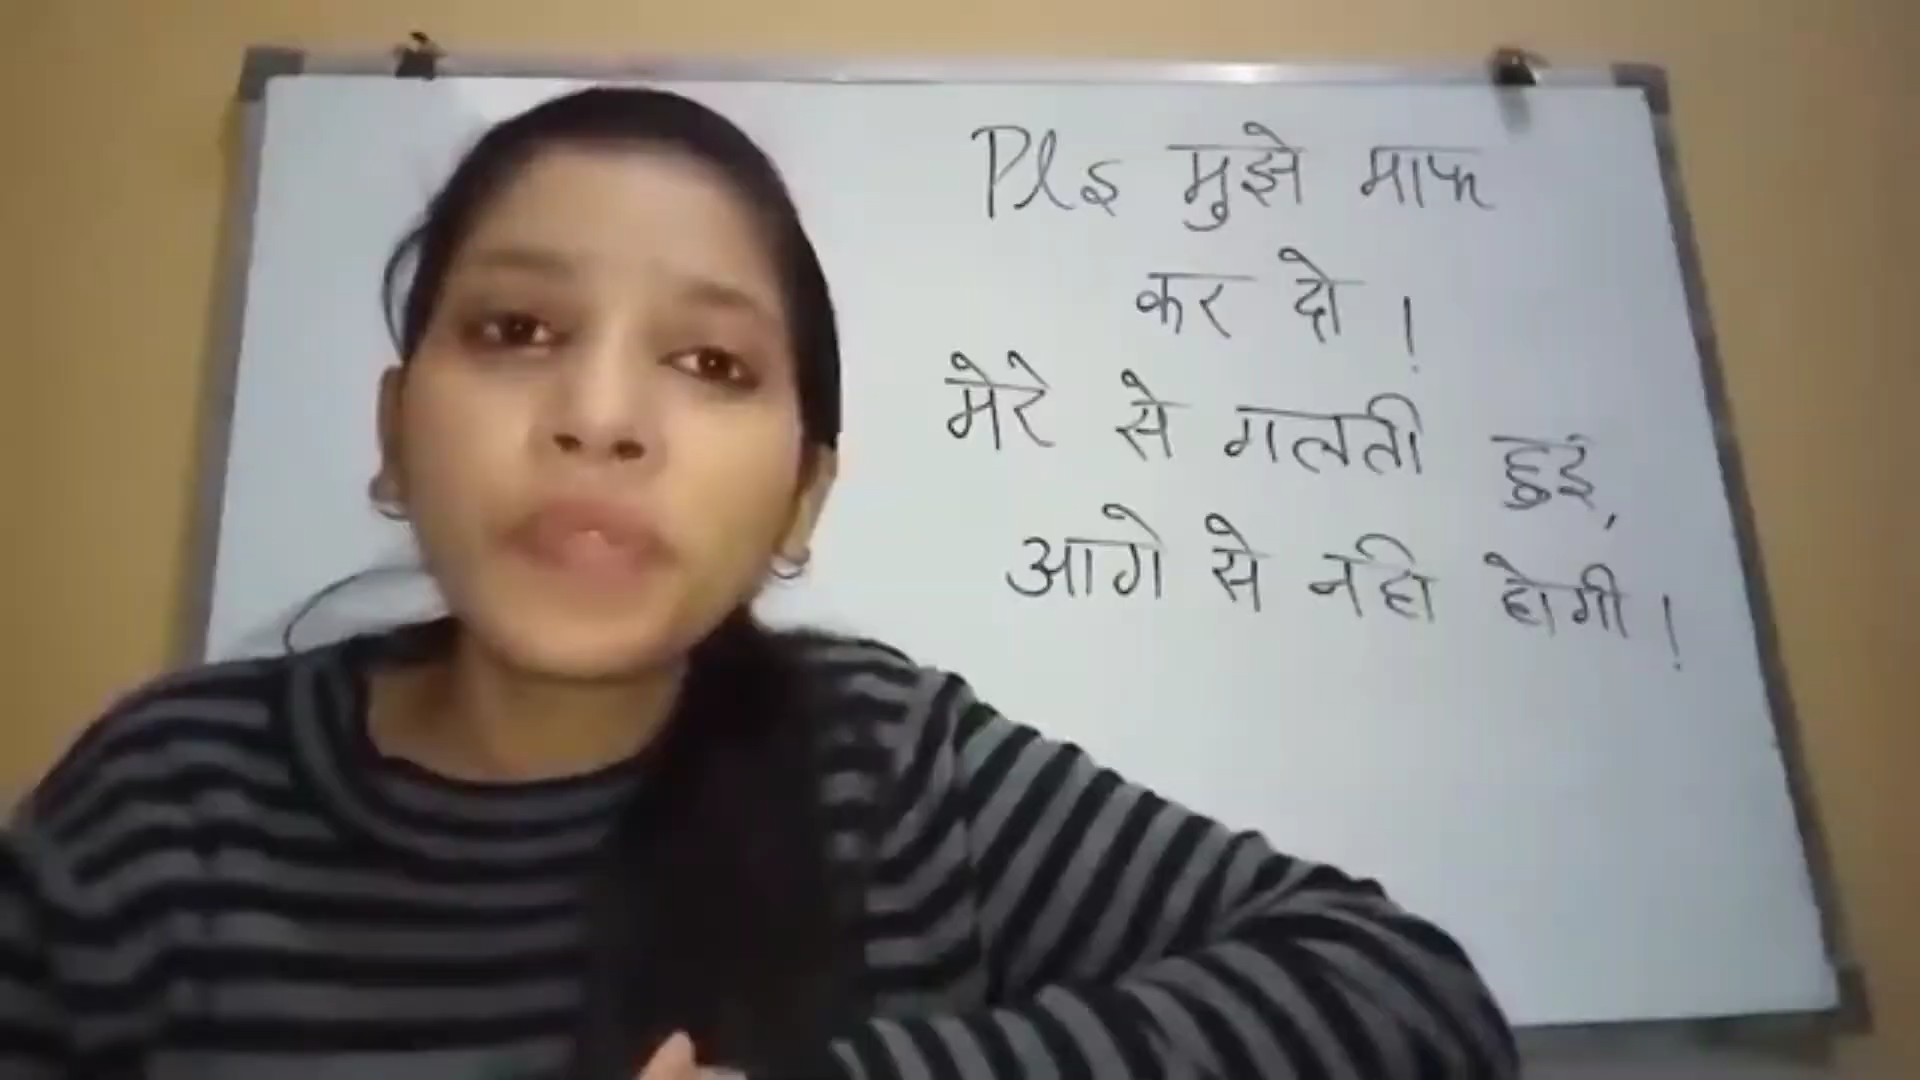 Pls मुझे माफ
कर दो !
मेरे से गलती हुई,
आगे से नही होगी !